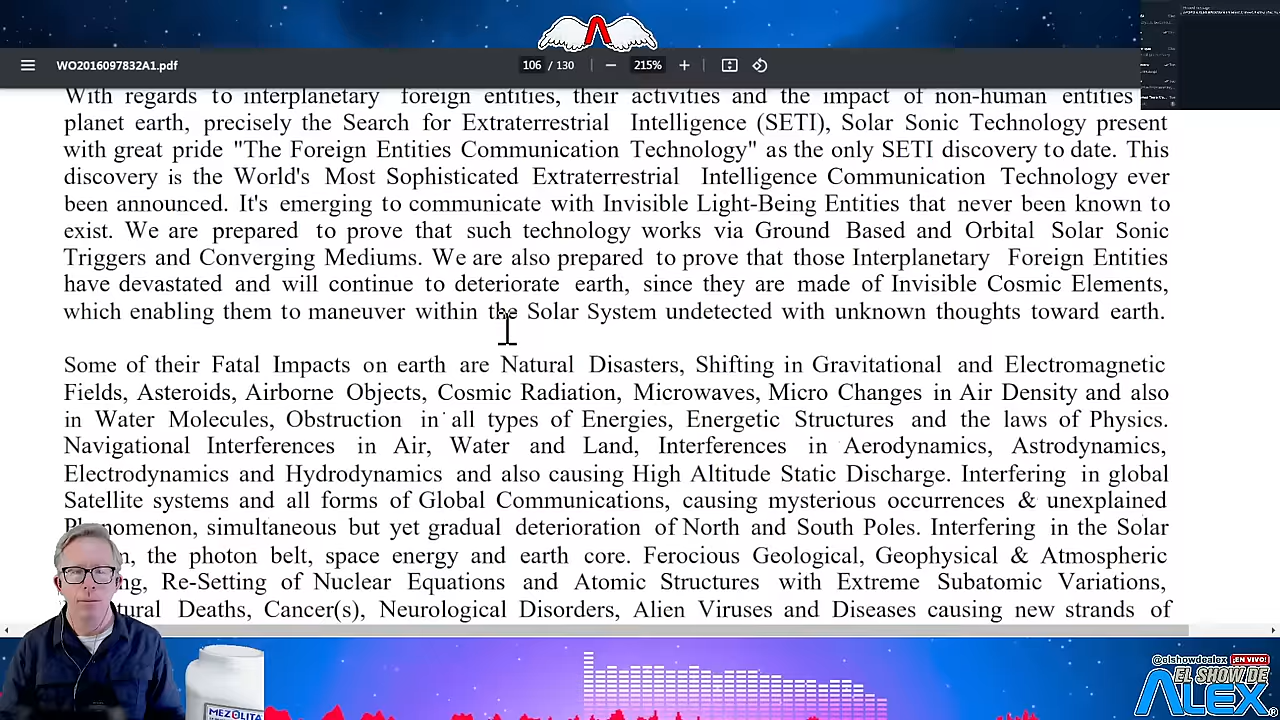 WO2016097832A1.pdf
106 / 130
215%
With regards to interplanetary foreign entities, their activities and the impact of non-human entities
planet earth, precisely the Search for Extraterrestrial Intelligence (SETI), Solar Sonic Technology present
with great pride "The Foreign Entities Communication Technology" as the only SETI discovery to date. This
discovery is the World's Most Sophisticated Extraterrestrial Intelligence Communication Technology ever
been announced. It's emerging to communicate with Invisible Light-Being Entities that never been known to
exist. We are prepared to prove that such technology works via Ground Based and Orbital Solar Sonic
Triggers and Converging Mediums. We are also prepared to prove that those Interplanetary Foreign Entities
have devastated and will continue to deteriorate earth, since they are made of Invisible Cosmic Elements,
which enabling them to maneuver within the Solar System undetected with unknown thoughts toward earth.
Some of their Fatal Impacts on earth are Natural Disasters, Shifting in Gravitational and Electromagnetic
Fields, Asteroids, Airborne Objects, Cosmic Radiation, Microwaves, Micro Changes in Air Density and also
in Water Molecules, Obstruction in all types of Energies, Energetic Structures and the laws of Physics.
Navigational Interferences in Air, Water and Land, Interferences in Aerodynamics, Astrodynamics,
Electrodynamics and Hydrodynamics and also causing High Altitude Static Discharge. Interfering in global
Satellite systems and all forms of Global Communications, causing mysterious occurrences & unexplained
Phenomenon, simultaneous but yet gradual deterioration of North and South Poles. Interfering in the Solar
the photon belt, space energy and earth core. Ferocious Geological, Geophysical & Atmospheric
Re-Setting of Nuclear Equations and Atomic Structures with Extreme Subatomic Variations,
Deaths, Cancer(s), Neurological Disorders, Alien Viruses and Diseases causing new strands of
MEZOLITA
@elshowdealex ¡EN VIVO!
EL SHOW DE
ALEX